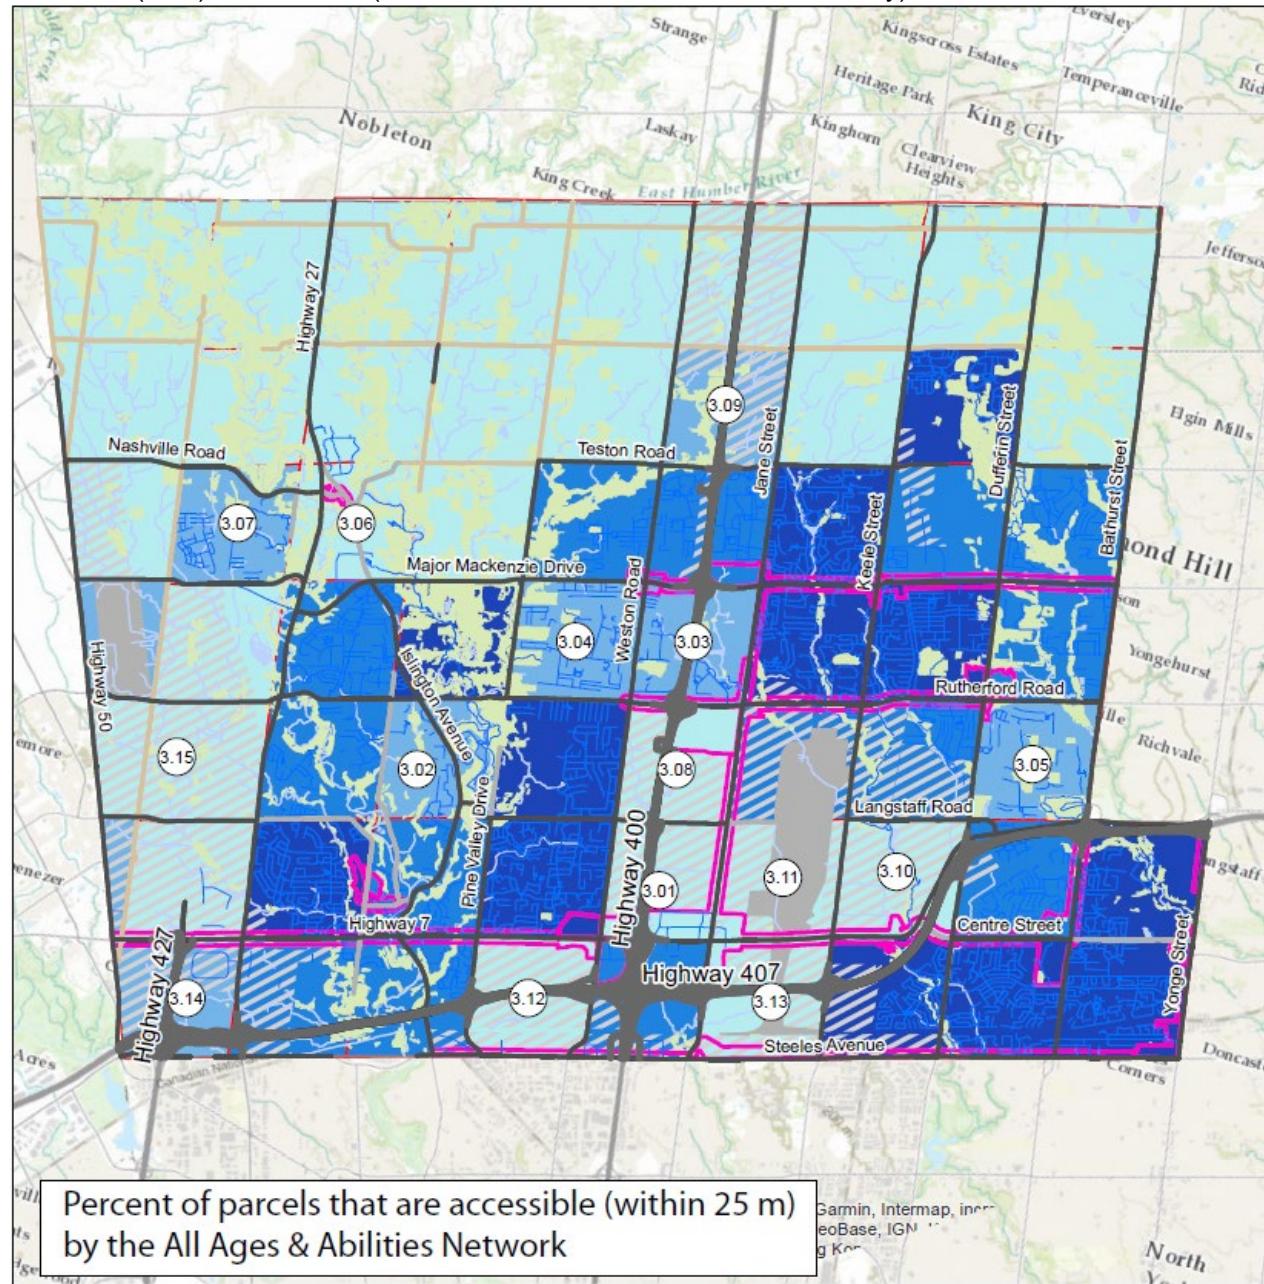 Strange
Eversley
Kingscross Estates
Heritage Park
Temperanceville
Nobleton
Laskay
Kinghorn
King City
Clearview
Heights
King Creek
East Humber River
Highway 27
3.09
Elgin Mills
Dufferin Street
Jane Street
Nashville Road
Teston Road
Bathurst Street
3.07
3.06
Keele Street
mond Hill
Major Mackenzie Drive
Weston Road
3.04
3.03
Highway 50
Islington Avenue
Yongehurst
Rutherford Road
3.15
3.02
3.08
3.05
Richvale
Pine Valley Drive
Langstaff Road
Highway 400
3.01
3.11
3.10
Highway 7
Centre Street
Yonge Street
Highway 427
Highway 407
3.14
3.12
3.13
Steeles Avenue
Acres
Corners
Percent of parcels that are accessible (within 25 m)
by the All Ages & Abilities Network
Garmin, Intermap,
eoBase, IGN,
North